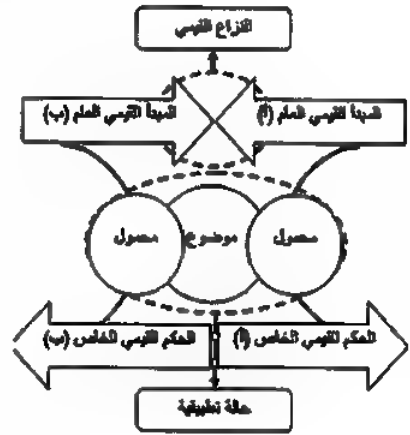 النزاع القيمي
المبدأ القيمي العام (أ)
المبدأ القيمي العام (ب)
محمول
موضوع
محمول
الحكم القيمي الخاص (أ)
الحكم القيمي الخاص (ب)
حالة تطبيقية